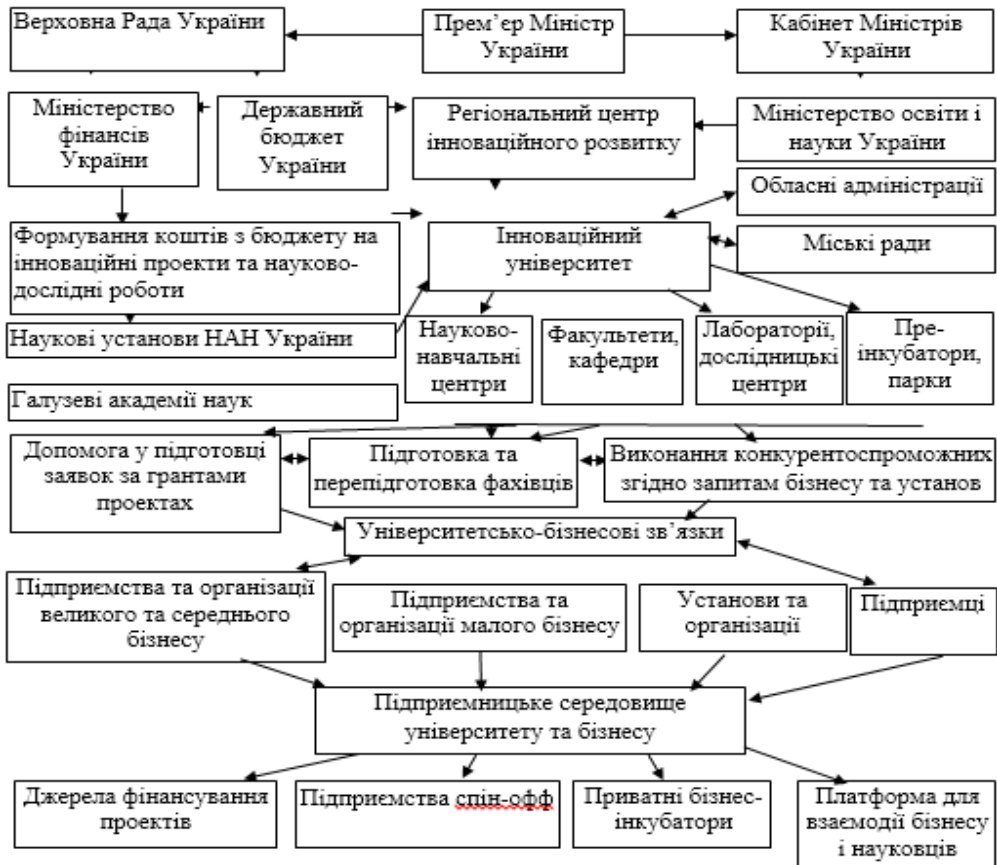 Верховна Рада України
Прем’єр Міністр
України
Кабінет Міністрів
України
Міністерство
фінансів
України
Державний
бюджет
України
Регіональний центр
інноваційного розвитку
Міністерство освіти і
науки України
Обласні адміністрації
Формування коштів з бюджету на
інноваційні проекти та науково-
дослідні роботи
Інноваційний
університет
Міські ради
Наукові установи НАН України
Науково-
навчальні
центри
Факультети,
кафедри
Лабораторії,
дослідницькі
центри
Пре-
інкубатори,
парки
Галузеві академії наук
Допомога у підготовці
заявок за грантами
проектах
Підготовка та
перепідготовка фахівців
Виконання конкурентоспроможних
згідно запитам бізнесу та установ
Університетсько-бізнесові зв’язки
Підприємства та організації
великого та середнього
бізнесу
Підприємства та
організації малого бізнесу
Установи та
організації
Підприємці
Підприємницьке середовище
університету та бізнесу
Джерела фінансування
проектів
Підприємства спін-офф
Приватні бізнес-
інкубатори
Платформа для
взаємодії бізнесу
і науковців